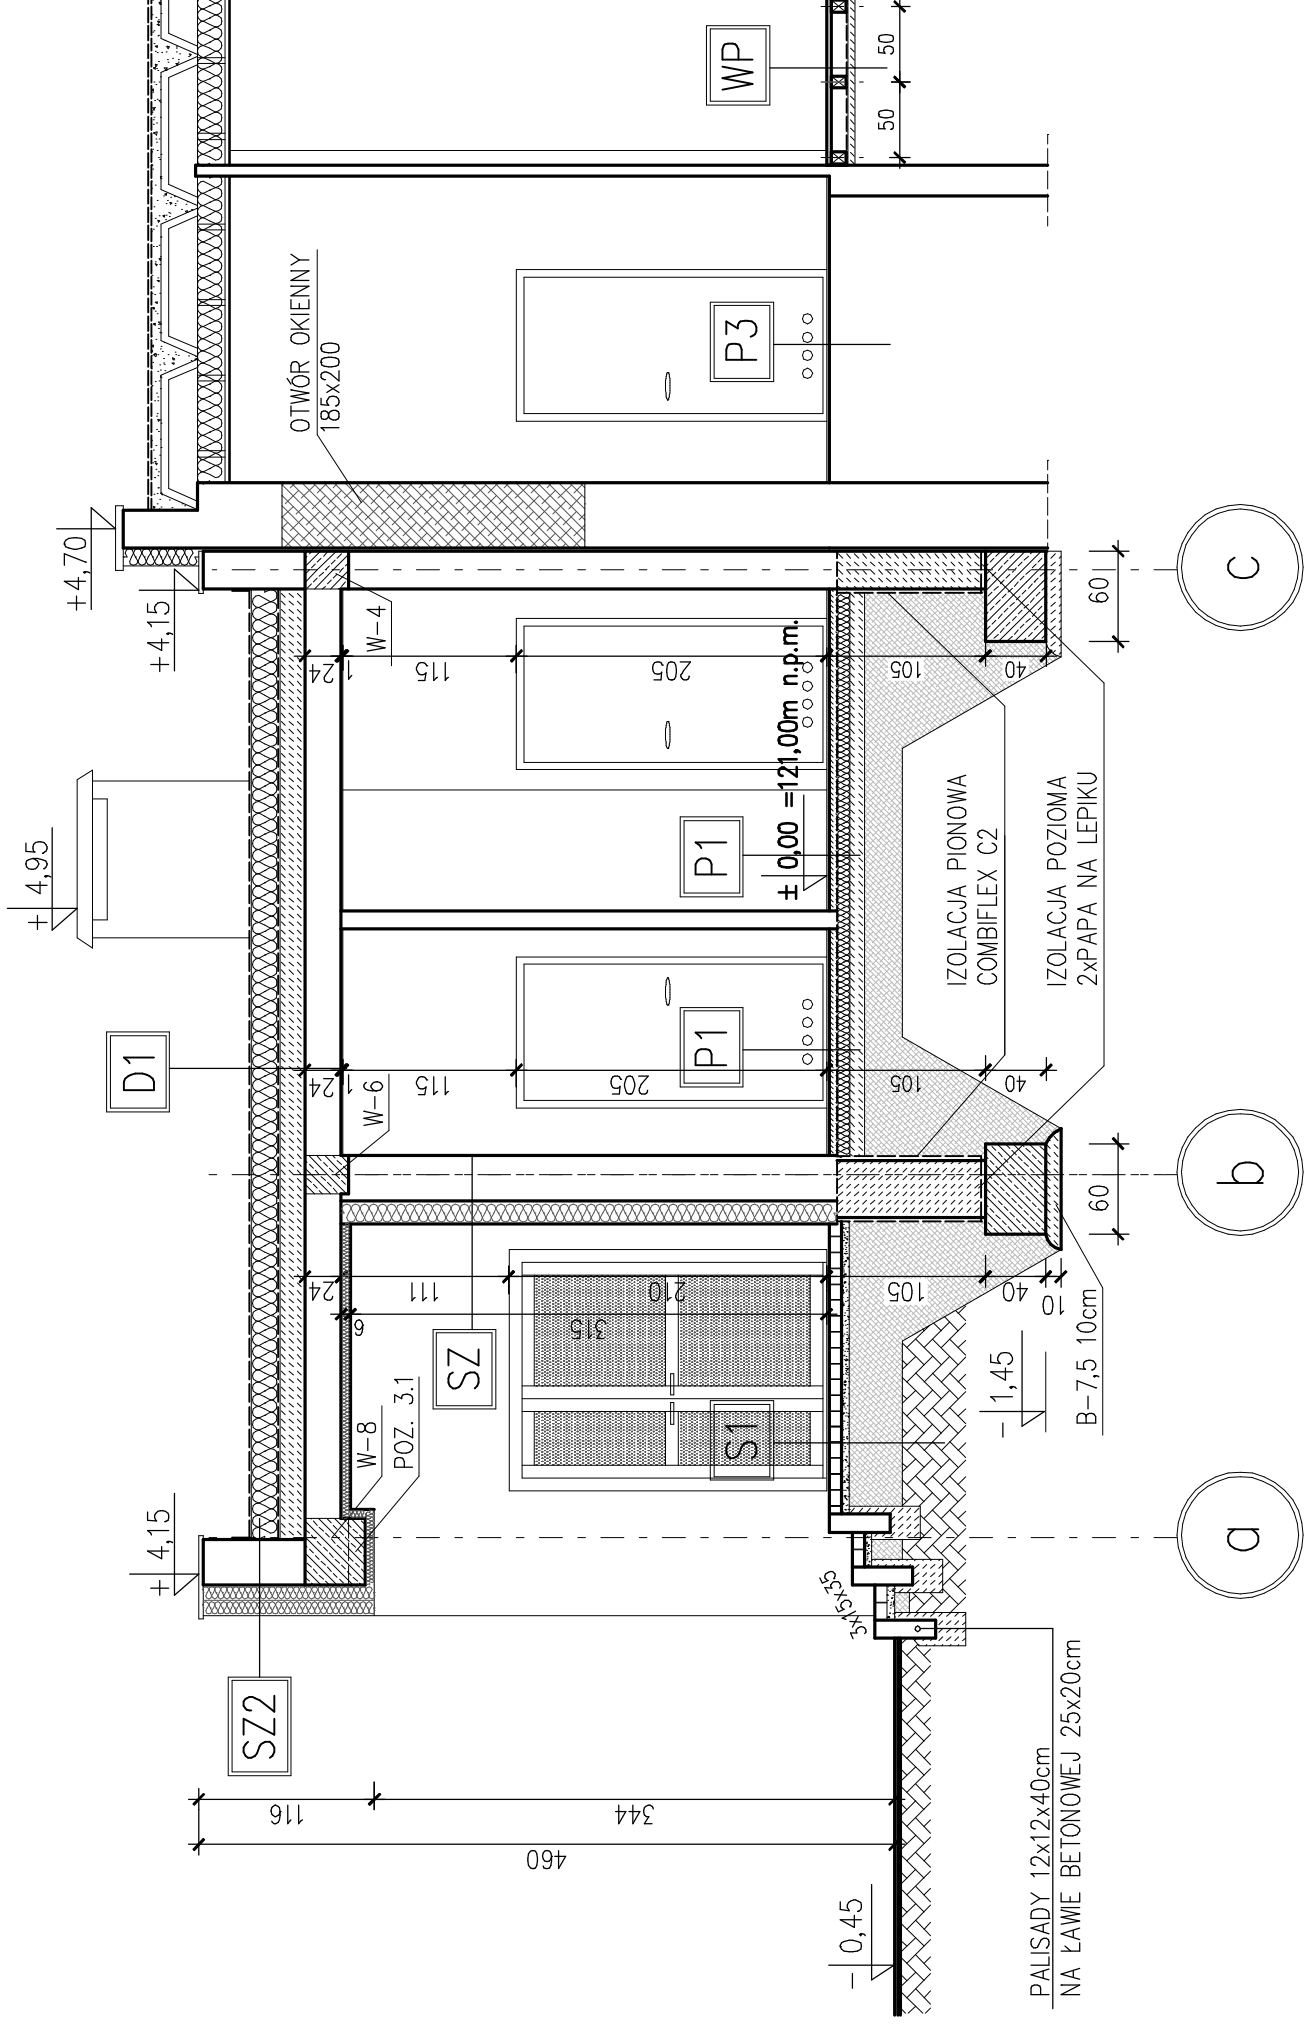 WP
50
50
OTWÓR OKIENNY
185x200
P3
+4,70
+4,15
W-4
24
1
115
205
105
40
60
c
± 0,00 =121,00m n.p.m.
P1
+ 4,95
IZOLACJA PIONOWA
COMBIFLEX C2
IZOLACJA POZIOMA
2xPAPA NA LEPIKU
D1
P1
24
1
115
205
105
40
W-6
60
b
SZ
24
111
210
105
40
10
6
315
W-8
POZ. 3.1
S1
- 1,45
B-7,5 10cm
+ 4,15
a
3x15x35
SZ2
116
344
460
- 0,45
PALISADY 12x12x40cm
NA ŁAWIE BETONOWEJ 25x20cm